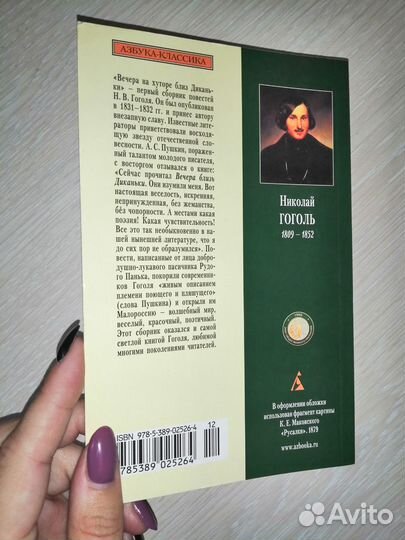 АЗБУКА-КЛАССИКА
«Вечера на хуторе близ Дикань-
ки» – первый сборник повестей
Н. В. Гоголя. Он был опубликован
в 1831–1832 гг. и принес автору
внезапную славу. Известные лите-
раторы приветствовали восходя-
щую звезду отечественной сло-
весности. А. С. Пушкин, поражен-
ный талантом молодого писателя,
с восторгом отзывался о книге:
«Сейчас прочитал Вечера близ
Диканьки. Они изумили меня. Вот
настоящая веселость, искренняя,
непринужденная, без жеманства,
без чопорности. А местами какая
поэзия! Какая чувствительность!
Все это так необыкновенно в на-
шей нынешней литературе, что я
до сих пор не образумился». По-
вести, написанные от лица добро-
душно-лукавого пасичника Рудо-
го Панька, покорили современни-
ков Гоголя «живым описанием
племени поющего и пляшущего»
(слова Пушкина) и открыли им
Малороссию – волшебный мир,
веселый, красочный, поэтичный.
Этот сборник оказался и самой
светлой книгой Гоголя, любимой
многими поколениями читателей.
ISBN 978-5-389-02526-4
12
785389 025264
Николай
ГОГОЛЬ
1809 – 1852
В оформлении обложки
использован фрагмент картины
К. Е. Маковского
«Русалки». 1879
www.azbooka.ru
Avito